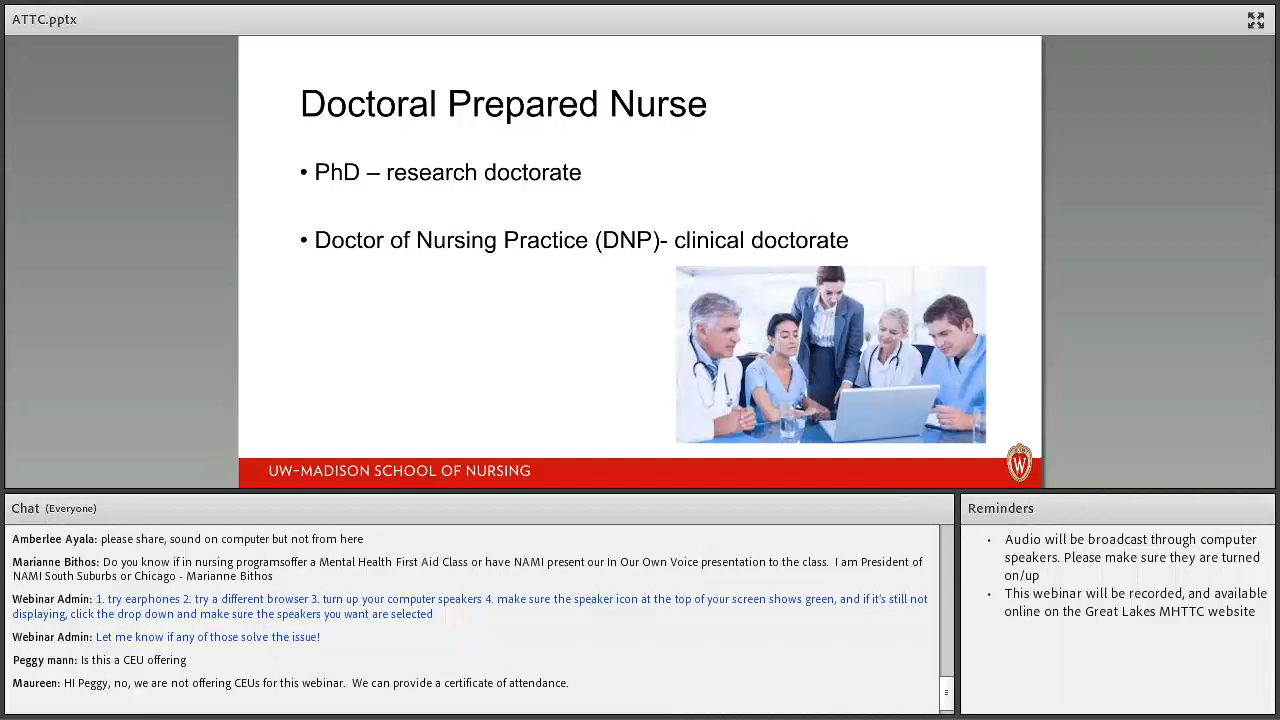 ATTC.pptx
Doctoral Prepared Nurse
• PhD – research doctorate
• Doctor of Nursing Practice (DNP)- clinical doctorate
UW-MADISON SCHOOL OF NURSING
W
Chat (Everyone)
Amberlee Ayala: please share, sound on computer but not from here
Marianne Bithos: Do you know if in nursing programsoffer a Mental Health First Aid Class or have NAMI present our In Our Own Voice presentation to the class.  I am President of
NAMI South Suburbs or Chicago - Marianne Bithos
Webinar Admin: 1. try earphones 2. try a different browser 3. turn up your computer speakers 4. make sure the speaker icon at the top of your screen shows green, and if it's still not
displaying, click the drop down and make sure the speakers you want are selected
Webinar Admin: Let me know if any of those solve the issue!
Peggy mann: Is this a CEU offering
Maureen: HI Peggy, no, we are not offering CEUs for this webinar.  We can provide a certificate of attendance.
Reminders
• Audio will be broadcast through computer
speakers. Please make sure they are turned
on/up
• This webinar will be recorded, and available
online on the Great Lakes MHTTC website